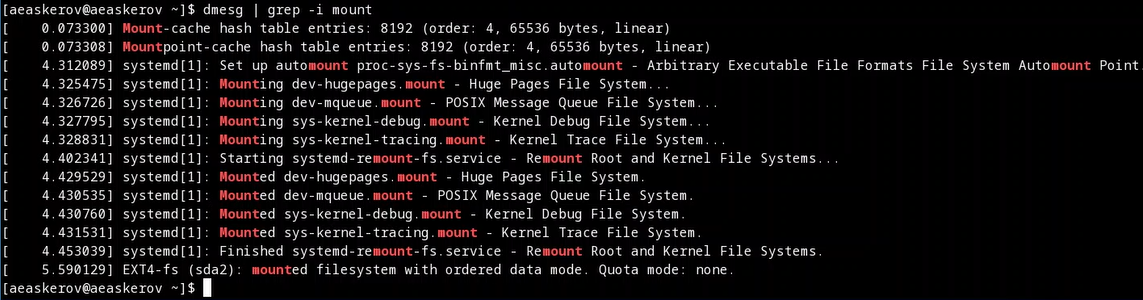 [aeaskerov@aeaskerov ~]$ dmesg | grep -i mount
[    0.073300] Mount-cache hash table entries: 8192 (order: 4, 65536 bytes, linear)
[    0.073308] Mountpoint-cache hash table entries: 8192 (order: 4, 65536 bytes, linear)
[    4.312089] systemd[1]: Set up automount proc-sys-fs-binfmt_misc.automount - Arbitrary Executable File Formats File System Automount Point.
[    4.325475] systemd[1]: Mounting dev-hugepages.mount - Huge Pages File System...
[    4.326726] systemd[1]: Mounting dev-mqueue.mount - POSIX Message Queue File System...
[    4.327795] systemd[1]: Mounting sys-kernel-debug.mount - Kernel Debug File System...
[    4.328831] systemd[1]: Mounting sys-kernel-tracing.mount - Kernel Trace File System...
[    4.402341] systemd[1]: Starting systemd-remount-fs.service - Remount Root and Kernel File Systems...
[    4.429529] systemd[1]: Mounted dev-hugepages.mount - Huge Pages File System.
[    4.430535] systemd[1]: Mounted dev-mqueue.mount - POSIX Message Queue File System.
[    4.430760] systemd[1]: Mounted sys-kernel-debug.mount - Kernel Debug File System.
[    4.431531] systemd[1]: Mounted sys-kernel-tracing.mount - Kernel Trace File System.
[    4.453039] systemd[1]: Finished systemd-remount-fs.service - Remount Root and Kernel File Systems.
[    5.590129] EXT4-fs (sda2): mounted filesystem with ordered data mode. Quota mode: none.
[aeaskerov@aeaskerov ~]$